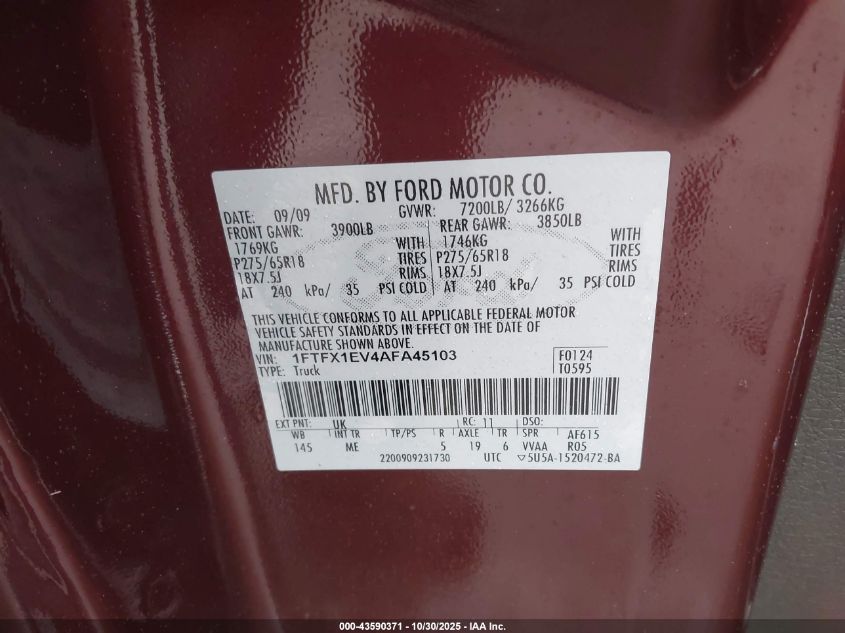 MFD. BY FORD MOTOR CO.
DATE: 09/09 GVWR: 7200LB/ 3266KG
FRONT GAWR: 3900LB REAR GAWR: 3850LB
1769KG WITH 1746KG WITH
P275/65R18 TIRES P275/65R18 TIRES
18X7.5J RIMS 18X7.5J RIMS
AT 240 kPa/ 35 PSI COLD AT 240 kPa/ 35 PSI COLD
Ford
THIS VEHICLE CONFORMS TO ALL APPLICABLE FEDERAL MOTOR
VEHICLE SAFETY STANDARDS IN EFFECT ON THE DATE OF
MANUFACTURE SHOWN ABOVE.
VIN: 1FTFX1EV4AFA45103 F0124
TYPE: Truck T0595
EXT PNT: UK RC: 11 DSO:
WB INT TR TP/PS R AXLE TR SPR AF615
145 ME 5 19 6 VVAA R05
2200909231730 UTC ▽5U5A-1520472-BA
000-43590371 - 10/30/2025 - IAA Inc.